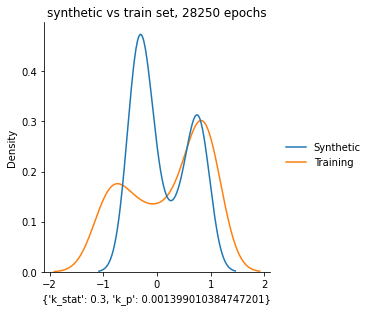 synthetic vs train set, 28250 epochs
Density
0.4
0.3
0.2
0.1
0.0
−2
−1
0
1
2
{'k_stat': 0.3, 'k_p': 0.001399010384747201}
Synthetic
Training